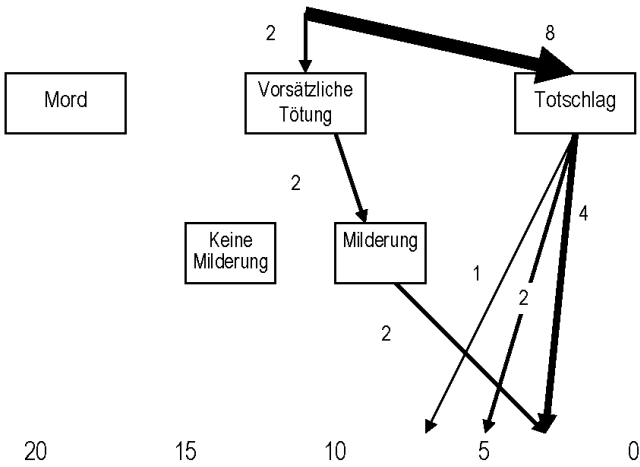 2
8
Mord
Vorsätzliche
Tötung
Totschlag
2
4
Keine
Milderung
Milderung
1
2
2
20
15
10
5
0